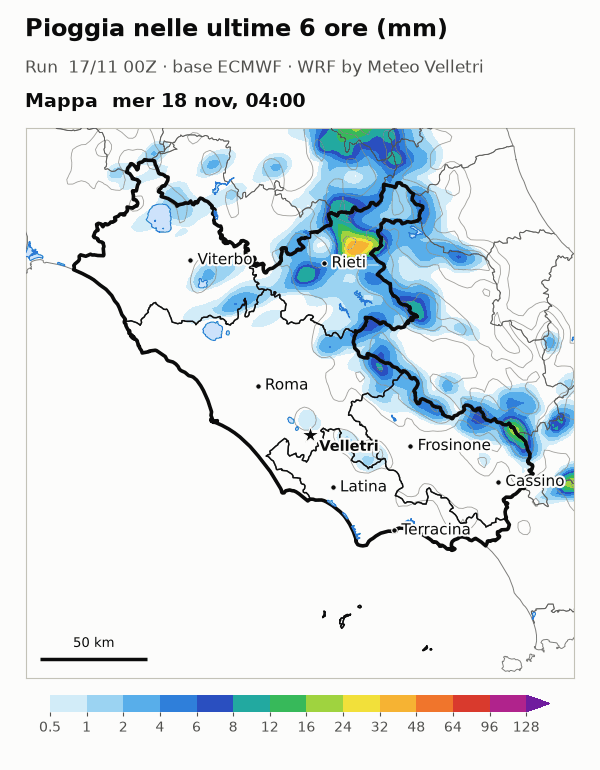 Pioggia nelle ultime 6 ore (mm)
Run  17/11 00Z · base ECMWF · WRF by Meteo Velletri
Mappa  mer 18 nov, 04:00
Viterbo
Rieti
Roma
Velletri
Frosinone
Cassino
Latina
Terracina
50 km
0.5 1 2 4 6 8 12 16 24 32 48 64 96 128